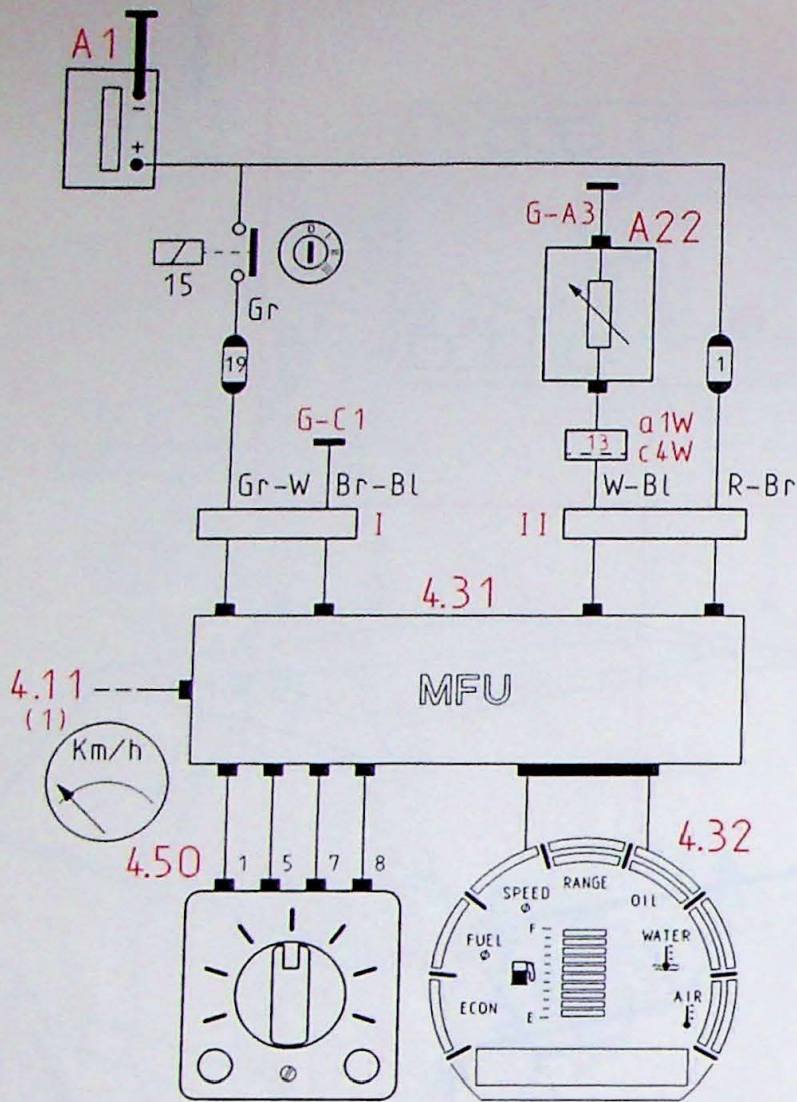 A1
-
+
G-A3
A22
15
Gr
19
1
G-C1
13
a1W
c4W
Gr-W
Br-Bl
W-Bl
R-Br
I
II
4.31
4.11
(1)
MFU
Km/h
4.50
1
5
7
8
4.32
SPEED
Ø
RANGE
OIL
FUEL
Ø
F
WATER
ECON
E
AIR